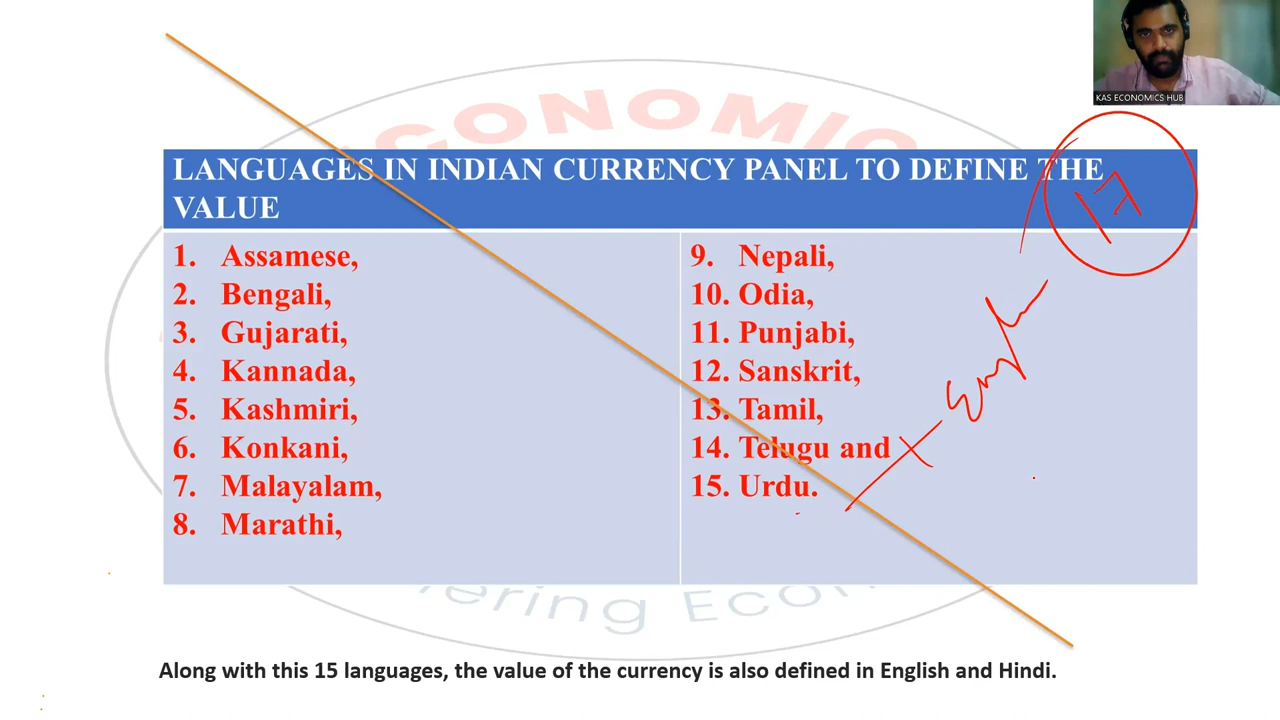 KAS ECONOMICS HUB
ECONOMIC
LANGUAGES IN INDIAN CURRENCY PANEL TO DEFINE THE
VALUE
17
1. Assamese,
2. Bengali,
3. Gujarati,
4. Kannada,
5. Kashmiri,
6. Konkani,
7. Malayalam,
8. Marathi,
9. Nepali,
10. Odia,
11. Punjabi,
12. Sanskrit,
13. Tamil,
14. Telugu and
15. Urdu.
ering Econo
Along with this 15 languages, the value of the currency is also defined in English and Hindi.